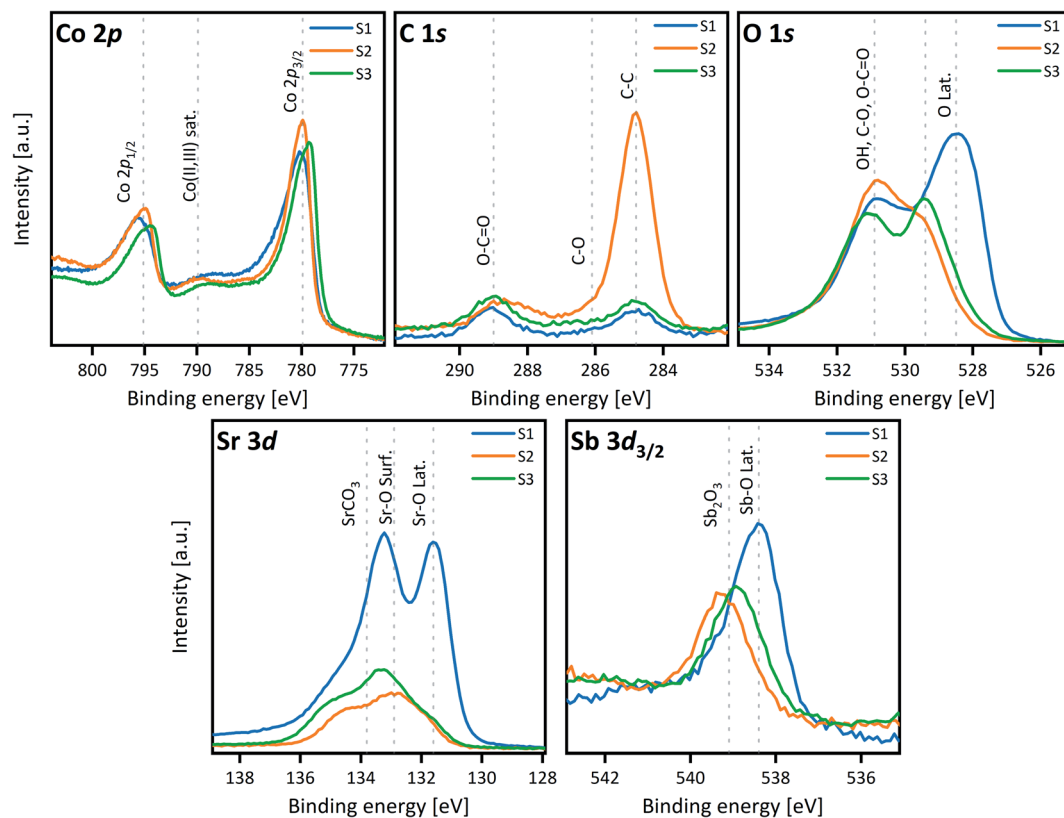 Co 2p
S1
S2
S3
Co 2p1/2
Co(II,III) sat.
Co 2p3/2
Intensity [a.u.]
800
795
790
785
780
775
Binding energy [eV]
C 1s
S1
S2
S3
O-C=O
C-O
C-C
290
288
286
284
Binding energy [eV]
O 1s
S1
S2
S3
OH, C-O, O-C=O
O Lat.
534
532
530
528
526
Binding energy [eV]
Sr 3d
S1
S2
S3
SrCO3
Sr-O Surf.
Sr-O Lat.
Intensity [a.u.]
138
136
134
132
130
128
Binding energy [eV]
Sb 3d3/2
S1
S2
S3
Sb2O3
Sb-O Lat.
542
540
538
536
Binding energy [eV]